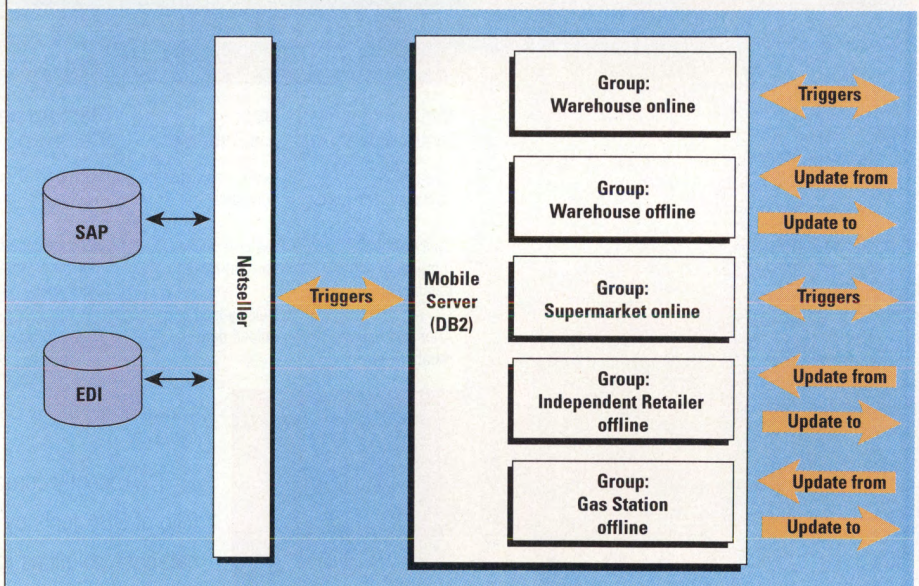 SAP
EDI
Netseller
Triggers
Mobile
Server
(DB2)
Group:
Warehouse online
Triggers
Group:
Warehouse offline
Update from
Update to
Group:
Supermarket online
Triggers
Group:
Independent Retailer
offline
Update from
Update to
Group:
Gas Station
offline
Update from
Update to